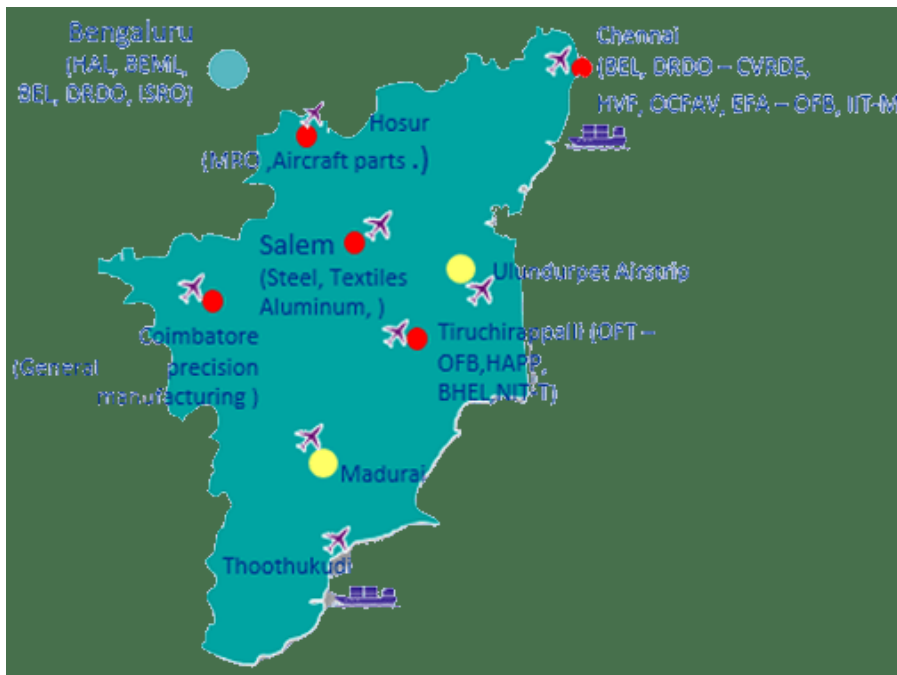 Bengaluru
(HAL, BEML,
BEL, DRDO, ISRO)
Chennai
(BEL, DRDO – CVRDE,
HVF, OCFAV, EFA – OFB, IIT-M
Hosur
(MRO ,Aircraft parts .)
Salem
(Steel, Textiles
Aluminum, )
Ulundurpet Airstrip
Coimbatore
(General precision
manufacturing )
Tiruchirappalli (OFT –
OFB,HAPP,
BHEL,NIT-T)
Madurai
Thoothukudi